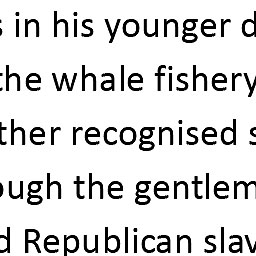 s in his younger d
the whale fishery
ther recognised s
ough the gentlem
d Republican slav